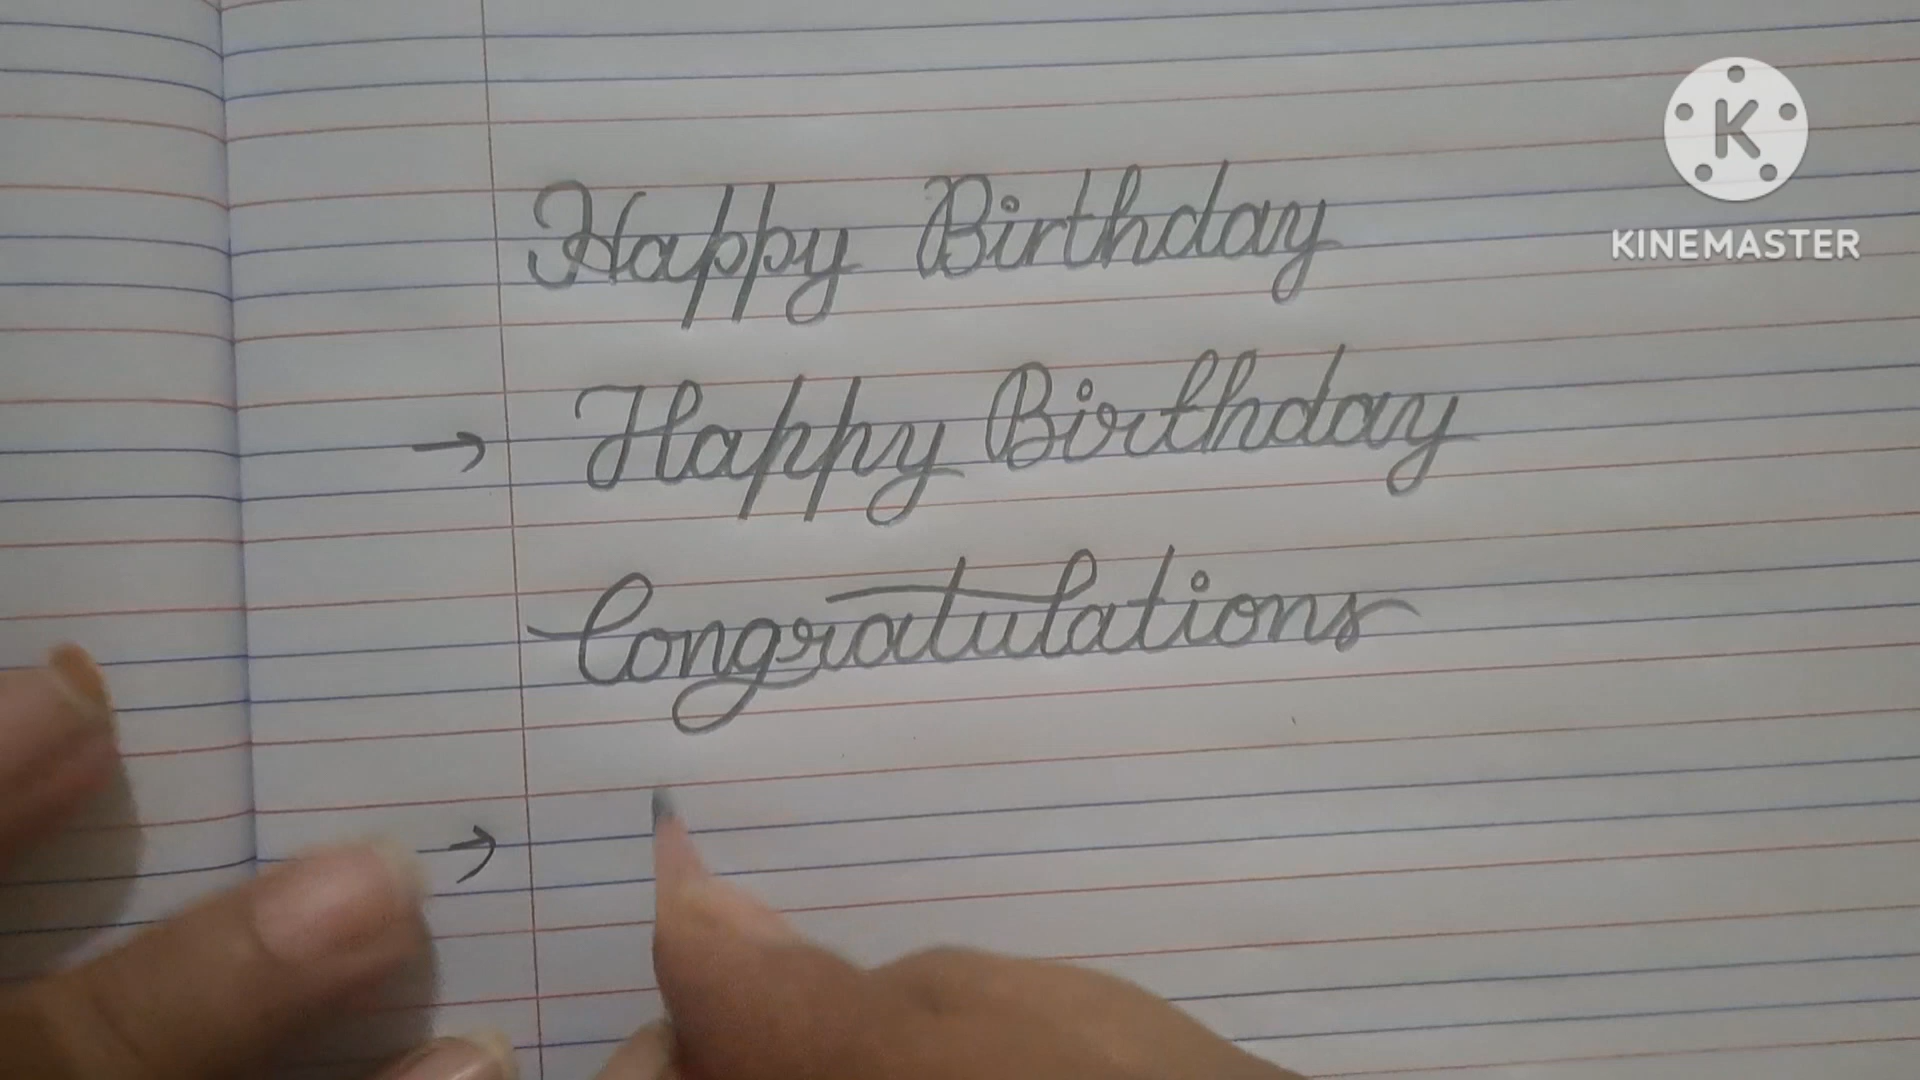 Happy Birthday
→ Happy Birthday
Congratulations
→
K
KINEMASTER